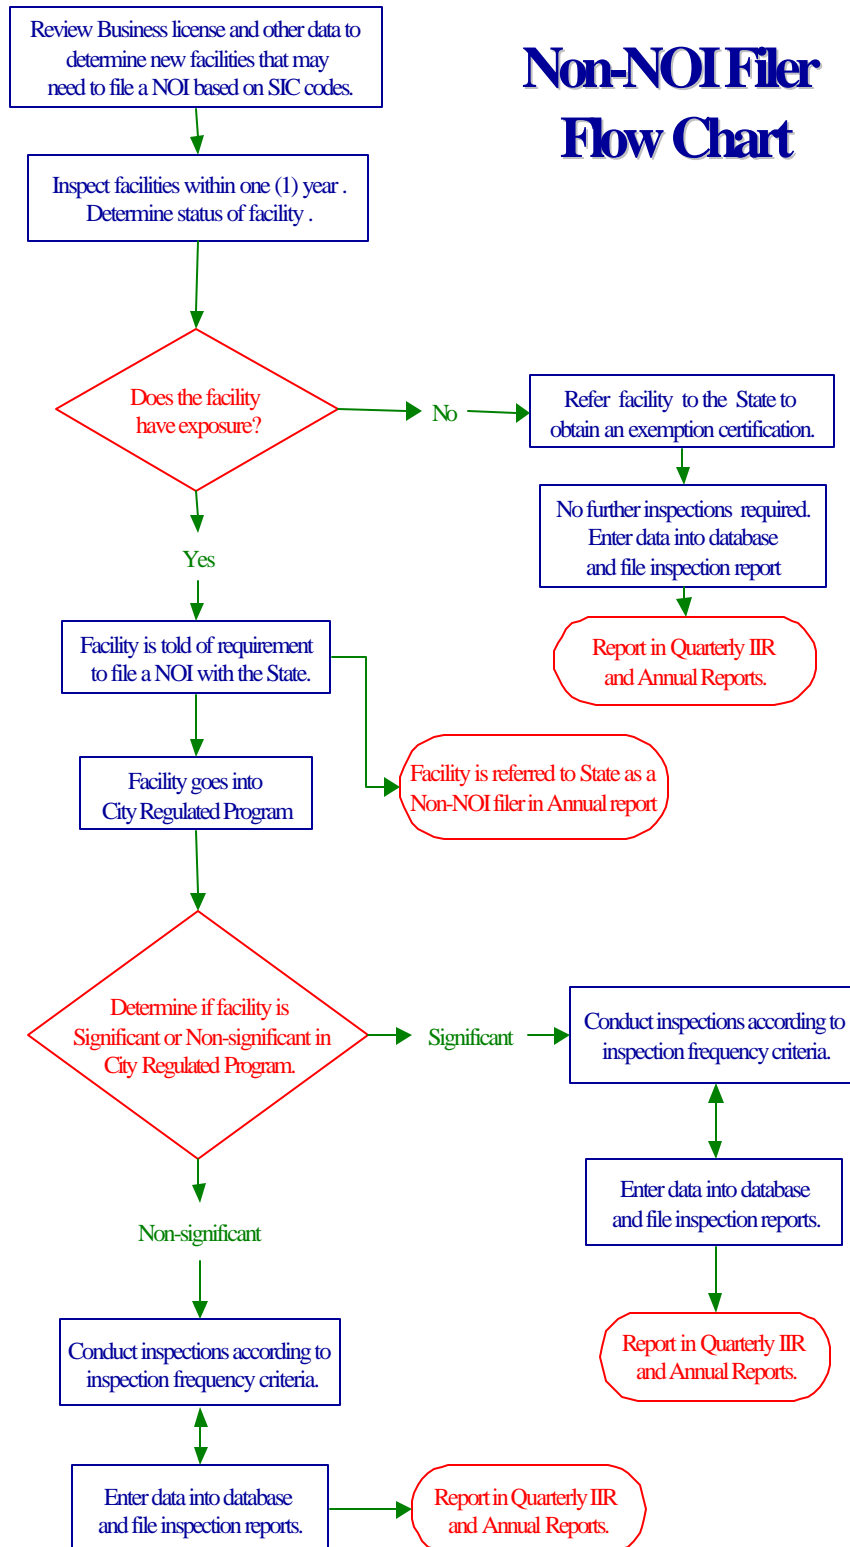 Non-NOI Filer
Flow Chart
Review Business license and other data to
determine new facilities that may
need to file a NOI based on SIC codes.
Inspect facilities within one (1) year .
Determine status of facility .
Does the facility
have exposure?
No
Refer facility to the State to
obtain an exemption certification.
No further inspections required.
Enter data into database
and file inspection report
Report in Quarterly IIR
and Annual Reports.
Yes
Facility is told of requirement
to file a NOI with the State.
Facility is referred to State as a
Non-NOI filer in Annual report
Facility goes into
City Regulated Program
Determine if facility is
Significant or Non-significant in
City Regulated Program.
Significant
Conduct inspections according to
inspection frequency criteria.
Enter data into database
and file inspection reports.
Report in Quarterly IIR
and Annual Reports.
Non-significant
Conduct inspections according to
inspection frequency criteria.
Enter data into database
and file inspection reports.
Report in Quarterly IIR
and Annual Reports.